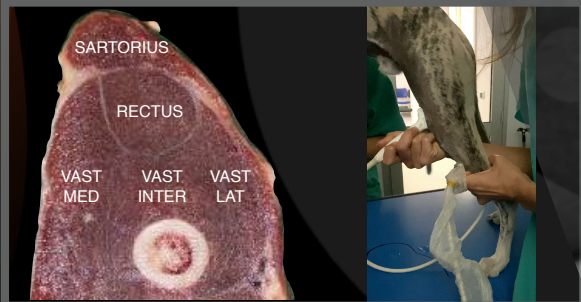 SARTORIUS
RECTUS
VAST
MED
VAST
INTER
VAST
LAT